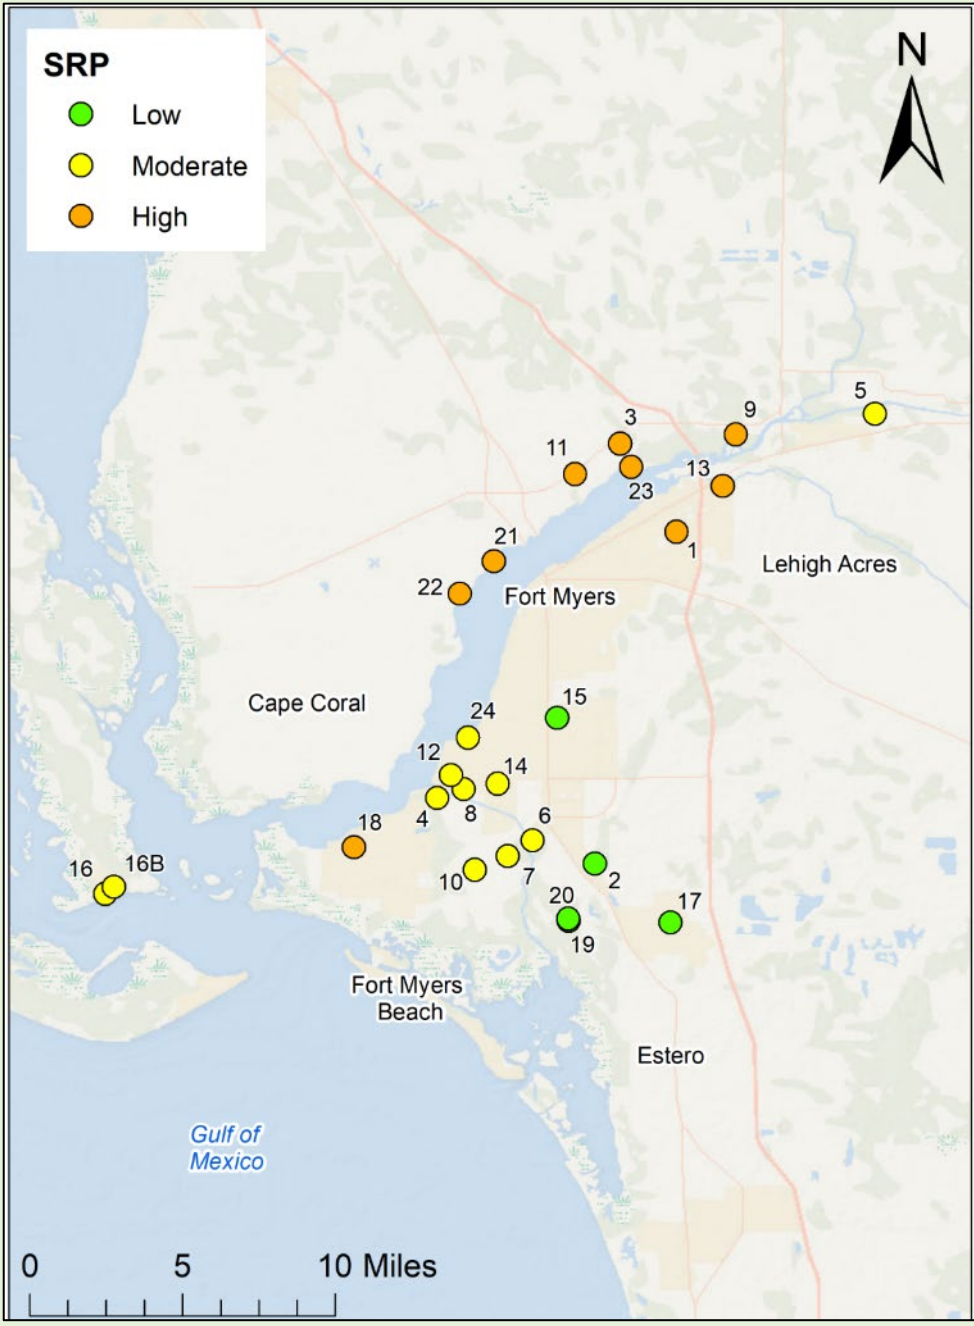 SRP
Low
Moderate
High
N
5
9
3
11
13
23
21
1
Lehigh Acres
22
Fort Myers
Cape Coral
15
24
12
14
4
8
18
6
16
16B
10
7
2
20
17
19
Fort Myers
Beach
Estero
Gulf of
Mexico
0 5 10 Miles